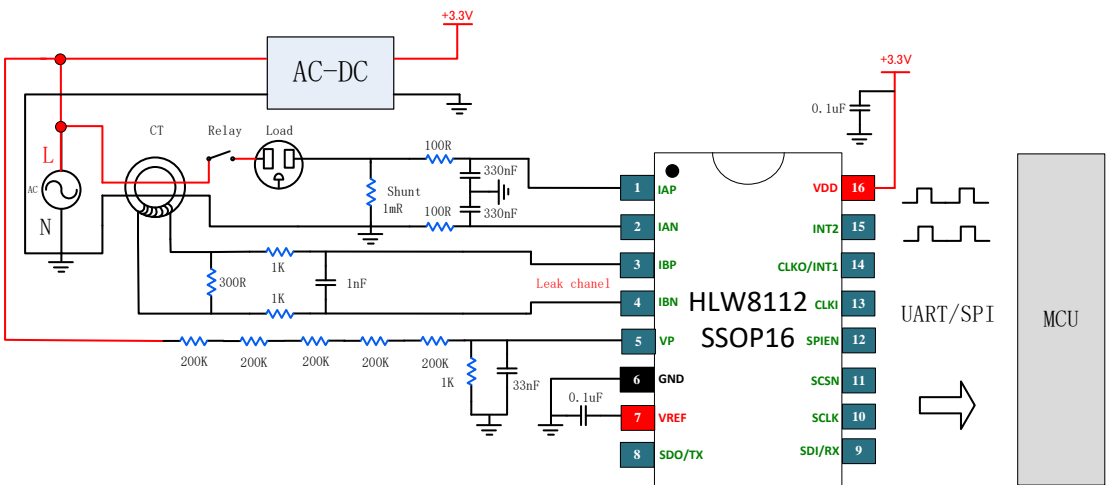 +3.3V
AC-DC
+3.3V
0.1uF
CT
Relay
Load
L
AC
N
100R
330nF
Shunt
1mR
330nF
100R
1K
300R
1nF
1K
Leak chanel
200K
200K
200K
200K
200K
1K
33nF
0.1uF
1 IAP
2 IAN
3 IBP
4 IBN
5 VP
6 GND
7 VREF
8 SDO/TX
HLW8112
SSOP16
VDD 16
INT2 15
CLKO/INT1 14
CLKI 13
SPIEN 12
SCSN 11
SCLK 10
SDI/RX 9
UART/SPI
MCU